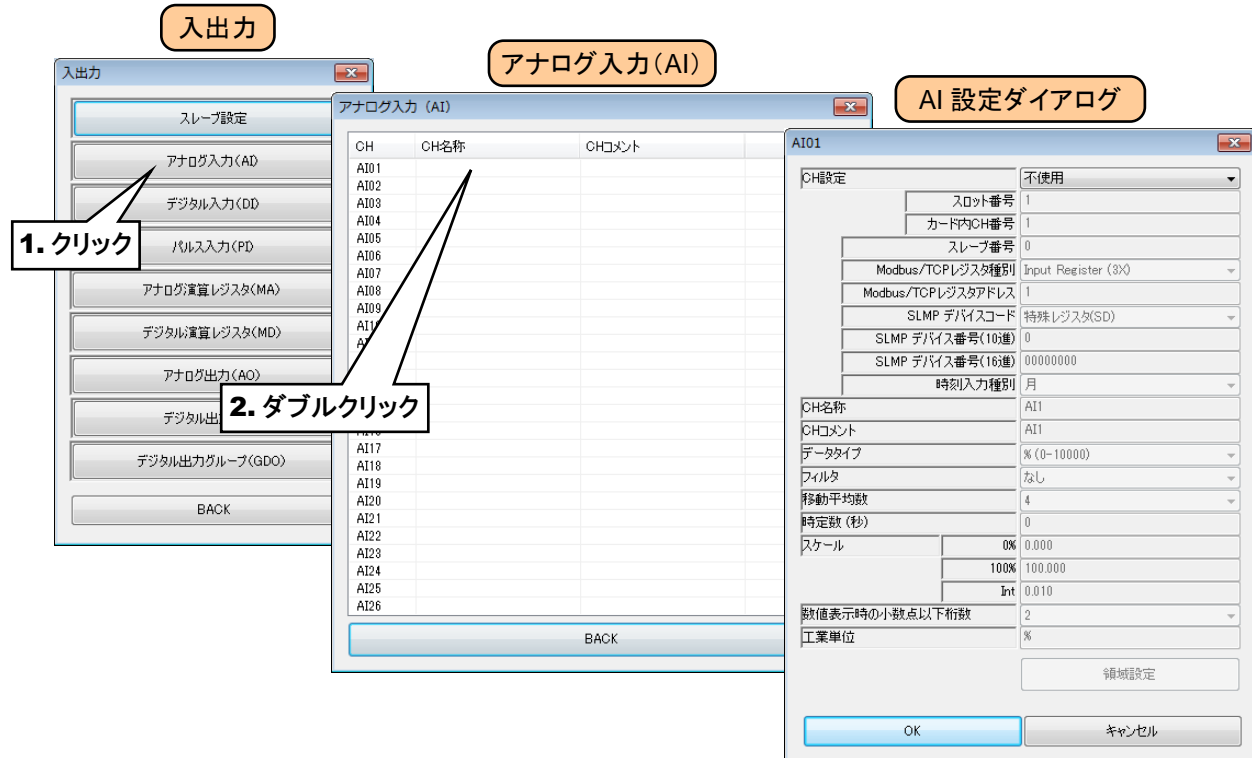 入出力
アナログ入力(AI)
AI 設定ダイアログ
入出力
スレーブ設定
アナログ入力(AI)
デジタル入力(DI)
パルス入力(PI)
アナログ演算レジスタ(MA)
デジタル演算レジスタ(MD)
アナログ出力(AO)
デジタル出
デジタル出力グループ(GDO)
BACK
1. クリック
アナログ入力 (AI)
CH CH名称 CHコメント
AI01
AI02
AI03
AI04
AI05
AI06
AI07
AI08
AI09
AI17
AI18
AI19
AI20
AI21
AI22
AI23
AI24
AI25
AI26
BACK
2. ダブルクリック
AI01
CH設定 不使用
スロット番号 1
カード内CH番号 1
スレーブ番号 0
Modbus/TCPレジスタ種別 Input Register (3X)
Modbus/TCPレジスタアドレス 1
SLMP デバイスコード 特殊レジスタ(SD)
SLMP デバイス番号(10進) 0
SLMP デバイス番号(16進) 00000000
時刻入力種別 月
CH名称 AI1
CHコメント AI1
データタイプ % (0-10000)
フィルタ なし
移動平均数 4
時定数 (秒) 0
スケール 0% 0.000
100% 100.000
Int 0.010
数値表示時の小数点以下桁数 2
工業単位 %
領域設定
OK キャンセル